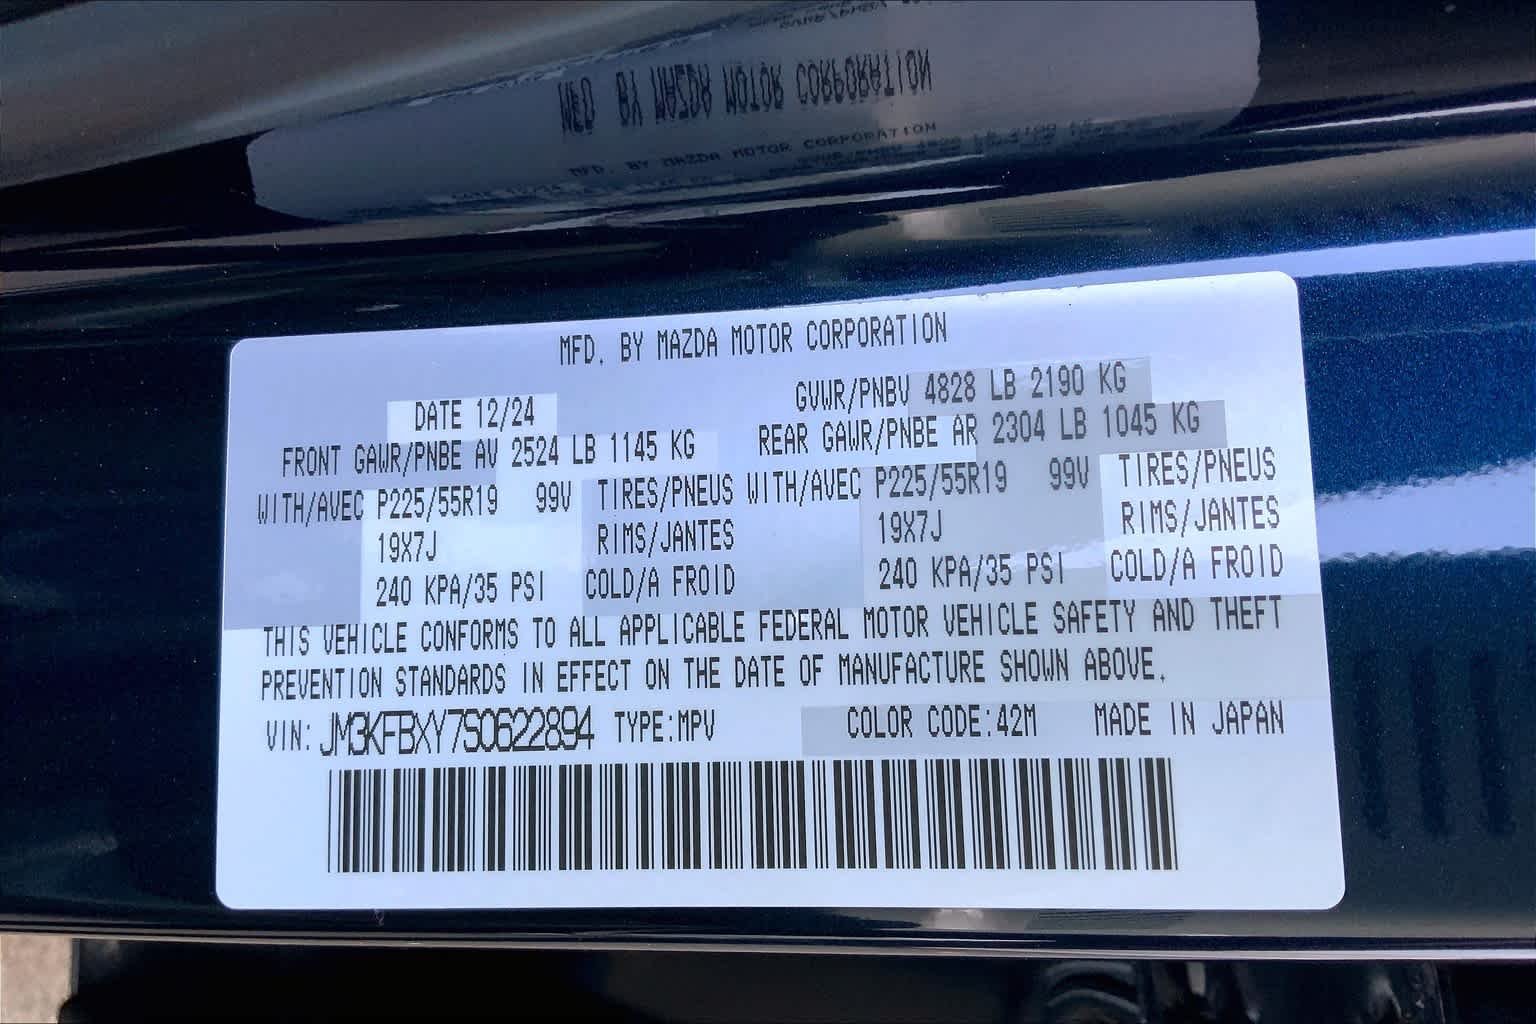 MFD. BY MAZDA MOTOR CORPORATION
DATE 12/24 GVWR/PNBV 4828 LB 2190 KG
FRONT GAWR/PNBE AV 2524 LB 1145 KG REAR GAWR/PNBE AR 2304 LB 1045 KG
WITH/AVEC P225/55R19 99V TIRES/PNEUS WITH/AVEC P225/55R19 99V TIRES/PNEUS
19X7J RIMS/JANTES 19X7J RIMS/JANTES
240 KPA/35 PSI COLD/A FROID 240 KPA/35 PSI COLD/A FROID
THIS VEHICLE CONFORMS TO ALL APPLICABLE FEDERAL MOTOR VEHICLE SAFETY AND THEFT
PREVENTION STANDARDS IN EFFECT ON THE DATE OF MANUFACTURE SHOWN ABOVE.
VIN: JM3KFBXY7S0622894 TYPE:MPV COLOR CODE:42M MADE IN JAPAN